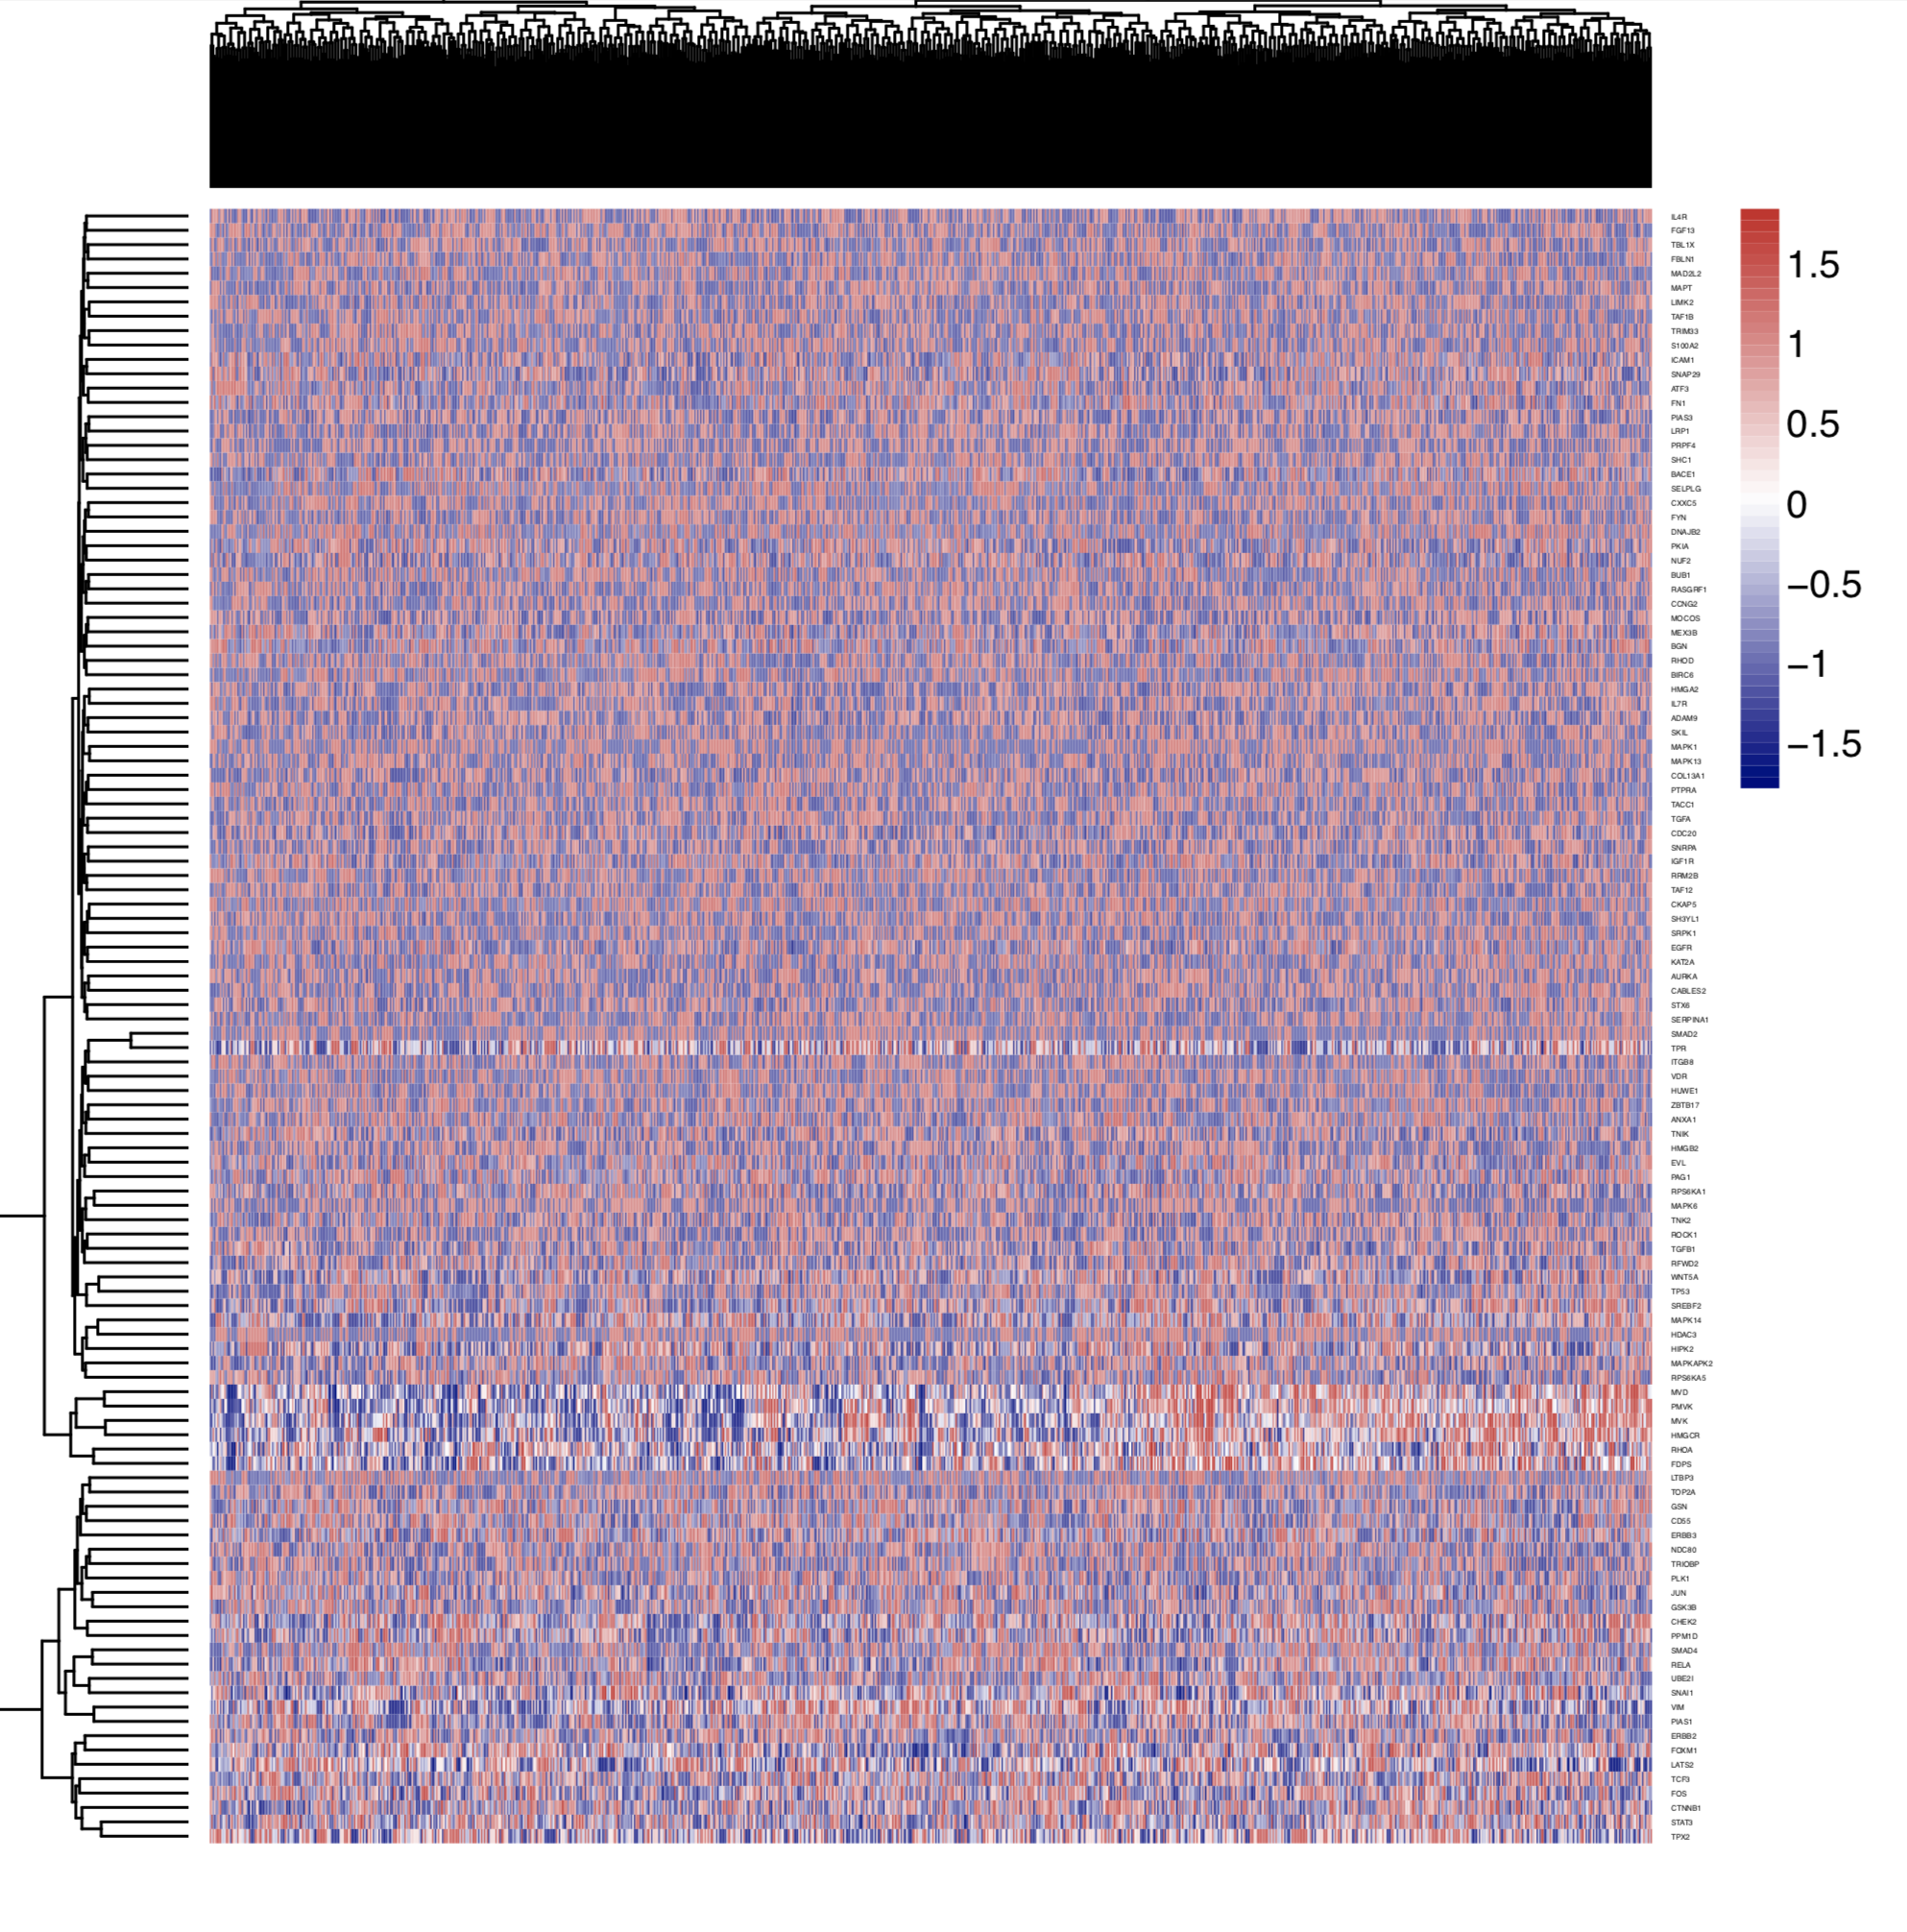 IL4R
FGF13
TBL1X
FBLN1
MAD2L2
MAPT
LIMK2
TAF1B
TRIM33
S100A2
ICAM1
SNAP29
ATF3
FN1
PIAS3
LRP1
PRPF4
SHC1
BACE1
SELPLG
CXXC5
FYN
DNAJB2
PKIA
NUF2
BUB1
RASGRF1
CCNG2
MOCOS
MEX3B
BGN
RHOD
BIRC6
HMGA2
IL7R
ADAM9
SKIL
MAPK1
MAPK13
COL13A1
PTPRA
TACC1
TGFA
CDC20
SNRPA
IGF1R
RRM2B
TAF12
CKAP5
SH3YL1
SRPK1
EGFR
KAT2A
AURKA
CABLES2
STX6
SERPINA1
SMAD2
TPR
ITGB8
VDR
HUWE1
ZBTB17
ANXA1
TNIK
HMGB2
EVL
PAG1
RPS6KA1
MAPK6
TNK2
ROCK1
TGFB1
RFWD2
WNT5A
TP53
SREBF2
MAPK14
HDAC3
HIPK2
MAPKAPK2
RPS6KA5
MVD
PMVK
MVK
HMGCR
RHOA
FDPS
LTBP3
TOP2A
GSN
CD55
ERBB3
NDC80
TRIOBP
PLK1
JUN
GSK3B
CHEK2
PPM1D
SMAD4
RELA
UBE2I
SNAI1
VIM
PIAS1
ERBB2
FOXM1
LATS2
TCF3
FOS
CTNNB1
STAT3
TPX2
1.5
1
0.5
0
−0.5
−1
−1.5